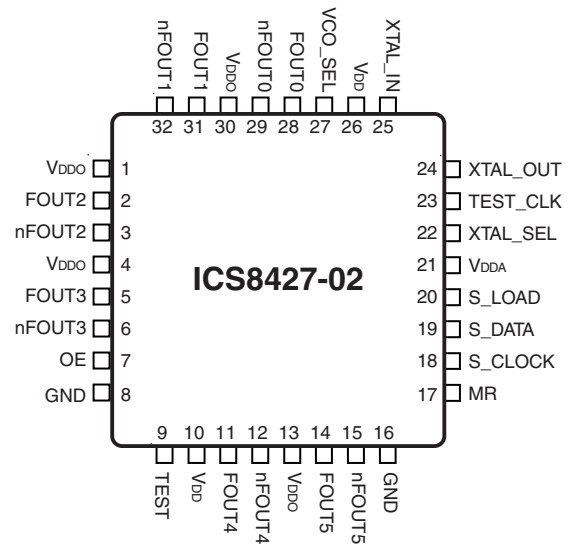 nFOUT1
FOUT1
VDDO
nFOUT0
FOUT0
VCO_SEL
VDD
XTAL_IN
32 31 30 29 28 27 26 25
VDDO 1
FOUT2 2
nFOUT2 3
VDDO 4
FOUT3 5
nFOUT3 6
OE 7
GND 8
ICS8427-02
24 XTAL_OUT
23 TEST_CLK
22 XTAL_SEL
21 VDDA
20 S_LOAD
19 S_DATA
18 S_CLOCK
17 MR
9 10 11 12 13 14 15 16
TEST
VDD
FOUT4
nFOUT4
VDDO
FOUT5
nFOUT5
GND